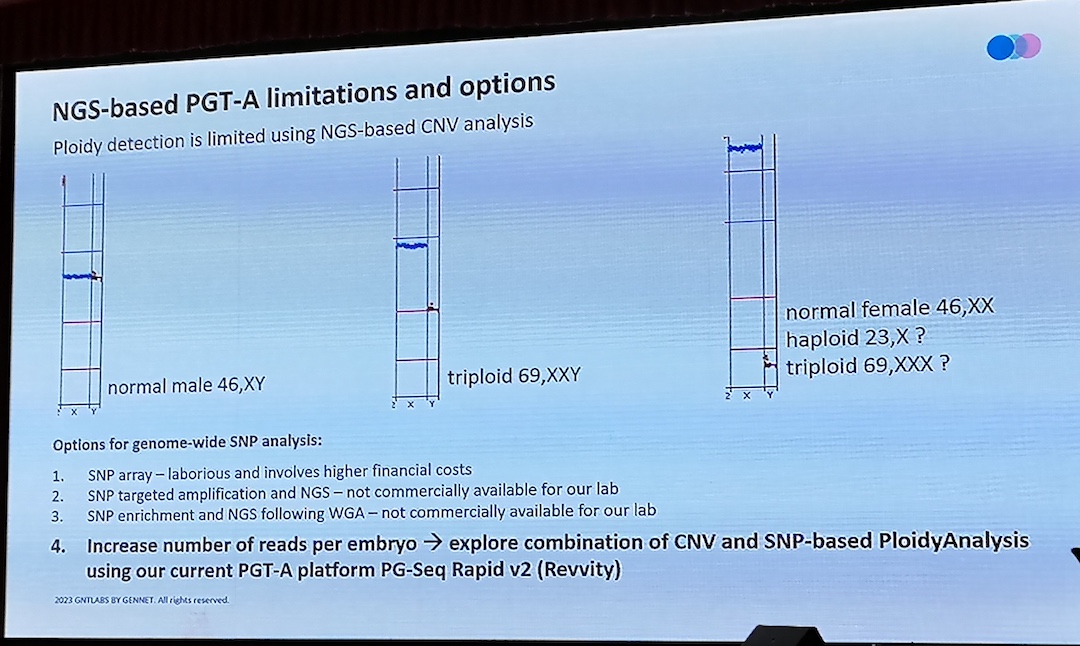 NGS-based PGT-A limitations and options
Ploidy detection is limited using NGS-based CNV analysis
normal male 46,XY
triploid 69,XXY
normal female 46,XX
haploid 23,X ?
triploid 69,XXX ?
X Y
X Y
X Y
Options for genome-wide SNP analysis:
1. SNP array – laborious and involves higher financial costs
2. SNP targeted amplification and NGS – not commercially available for our lab
3. SNP enrichment and NGS following WGA – not commercially available for our lab
4. Increase number of reads per embryo → explore combination of CNV and SNP-based PloidyAnalysis
using our current PGT-A platform PG-Seq Rapid v2 (Revvity)
2023 GNTLABS BY GENNET. All rights reserved.